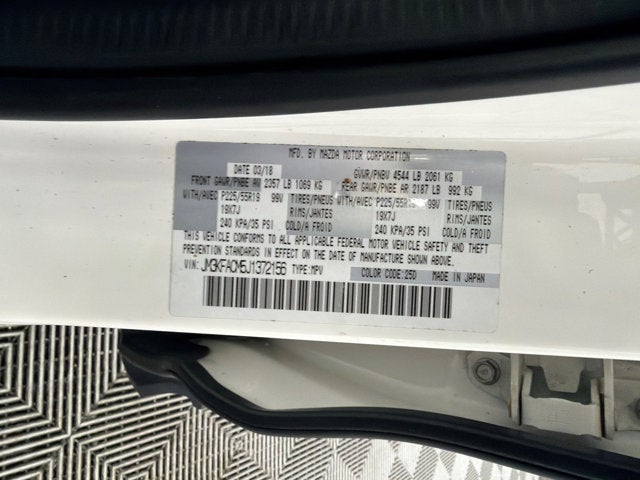 MFD. BY MAZDA MOTOR CORPORATION
DATE 03/18 GVWR/PNBV 4544 LB 2061 KG
FRONT GAWR/PNBE AV 2357 LB 1069 KG REAR GAWR/PNBE AR 2187 LB 992 KG
WITH/AVEC P225/55R19 99V TIRES/PNEUS WITH/AVEC P225/55R19 99V TIRES/PNEUS
19X7J RIMS/JANTES 19X7J RIMS/JANTES
240 KPA/35 PSI COLD/A FROID 240 KPA/35 PSI COLD/A FROID
THIS VEHICLE CONFORMS TO ALL APPLICABLE FEDERAL MOTOR VEHICLE SAFETY AND THEFT
PREVENTION STANDARDS IN EFFECT ON THE DATE OF MANUFACTURE SHOWN ABOVE.
JM3KFACM5J1372156 TYPE:MPV COLOR CODE:25D MADE IN JAPAN